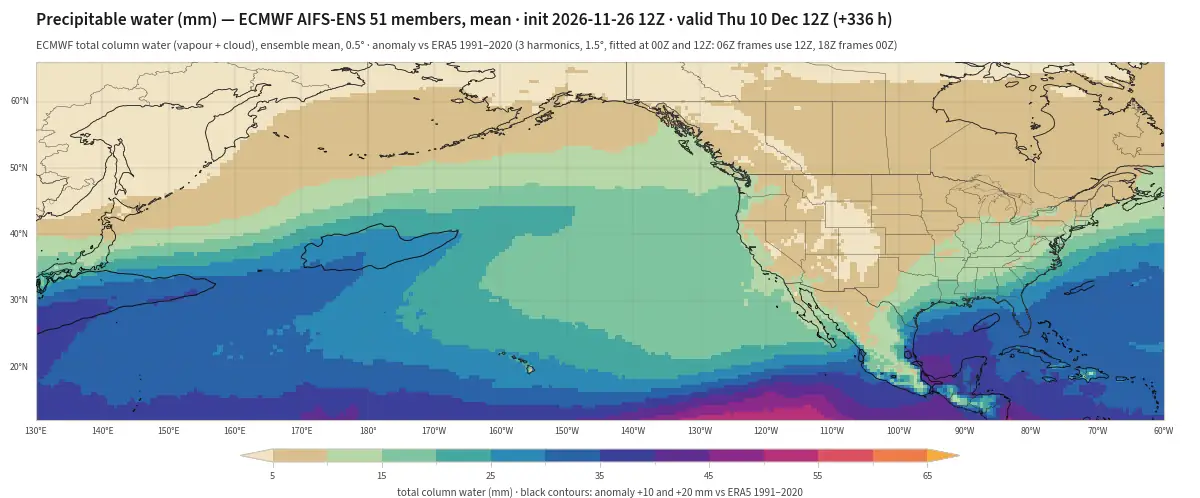 Precipitable water (mm) — ECMWF AIFS-ENS 51 members, mean · init 2026-11-26 12Z · valid Thu 10 Dec 12Z (+336 h)
ECMWF total column water (vapour + cloud), ensemble mean, 0.5° · anomaly vs ERA5 1991–2020 (3 harmonics, 1.5°, fitted at 00Z and 12Z: 06Z frames use 12Z, 18Z frames 00Z)
60°N
50°N
40°N
30°N
20°N
130°E 140°E 150°E 160°E 170°E 180° 170°W 160°W 150°W 140°W 130°W 120°W 110°W 100°W 90°W 80°W 70°W 60°W
5 15 25 35 45 55 65
total column water (mm) · black contours: anomaly +10 and +20 mm vs ERA5 1991–2020